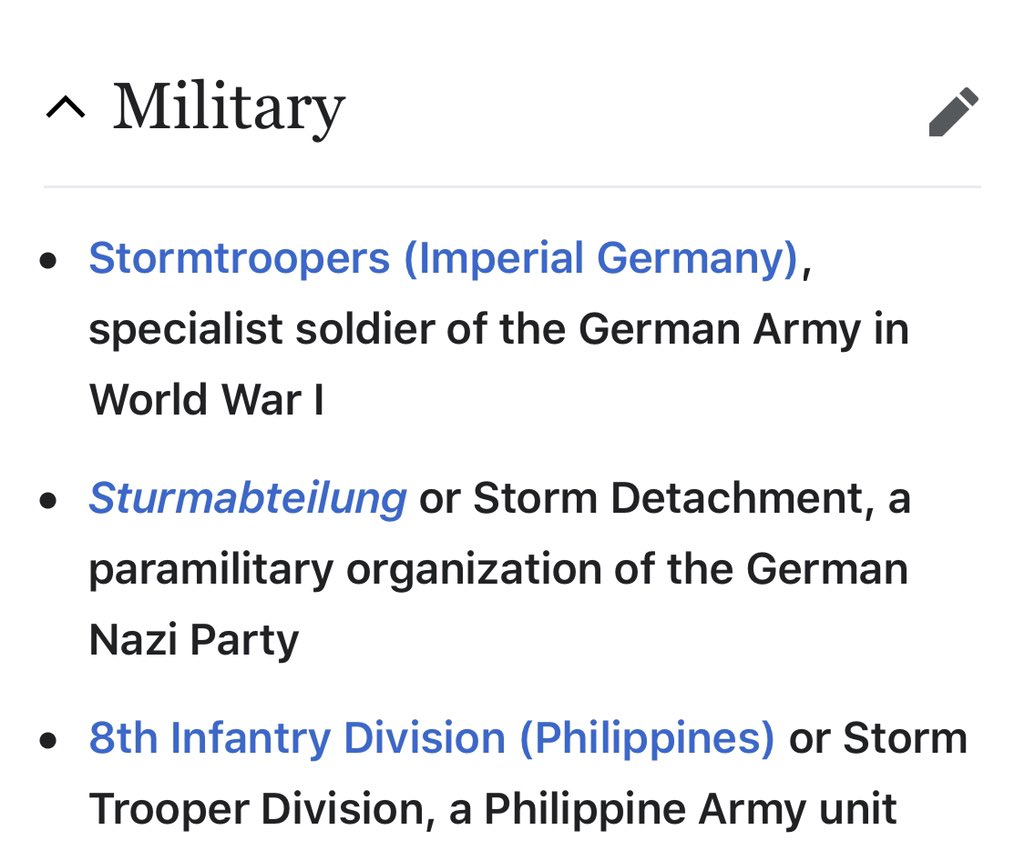 Military
Stormtroopers (Imperial Germany),
specialist soldier of the German Army in
World War I
Sturmabteilung or Storm Detachment, a
paramilitary organization of the German
Nazi Party
8th Infantry Division (Philippines) or Storm
Trooper Division, a Philippine Army unit